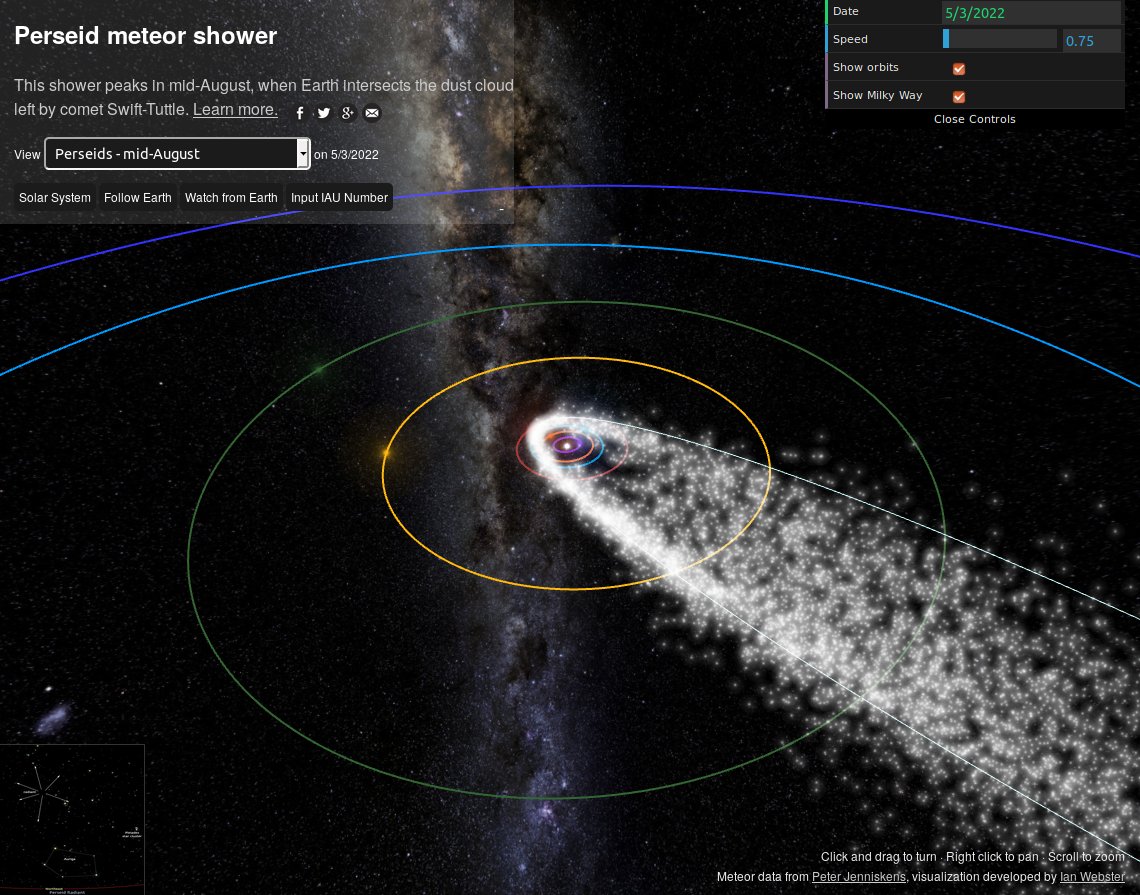 Perseid meteor shower
This shower peaks in mid-August, when Earth intersects the dust cloud
left by comet Swift-Tuttle. Learn more.
View Perseids - mid-August on 5/3/2022
Solar System Follow Earth Watch from Earth Input IAU Number
Date 5/3/2022
Speed 0.75
Show orbits
Show Milky Way
Close Controls
Auriga
Perseid Radiant
Click and drag to turn · Right click to pan · Scroll to zoom
Meteor data from Peter Jenniskens, visualization developed by Ian Webster